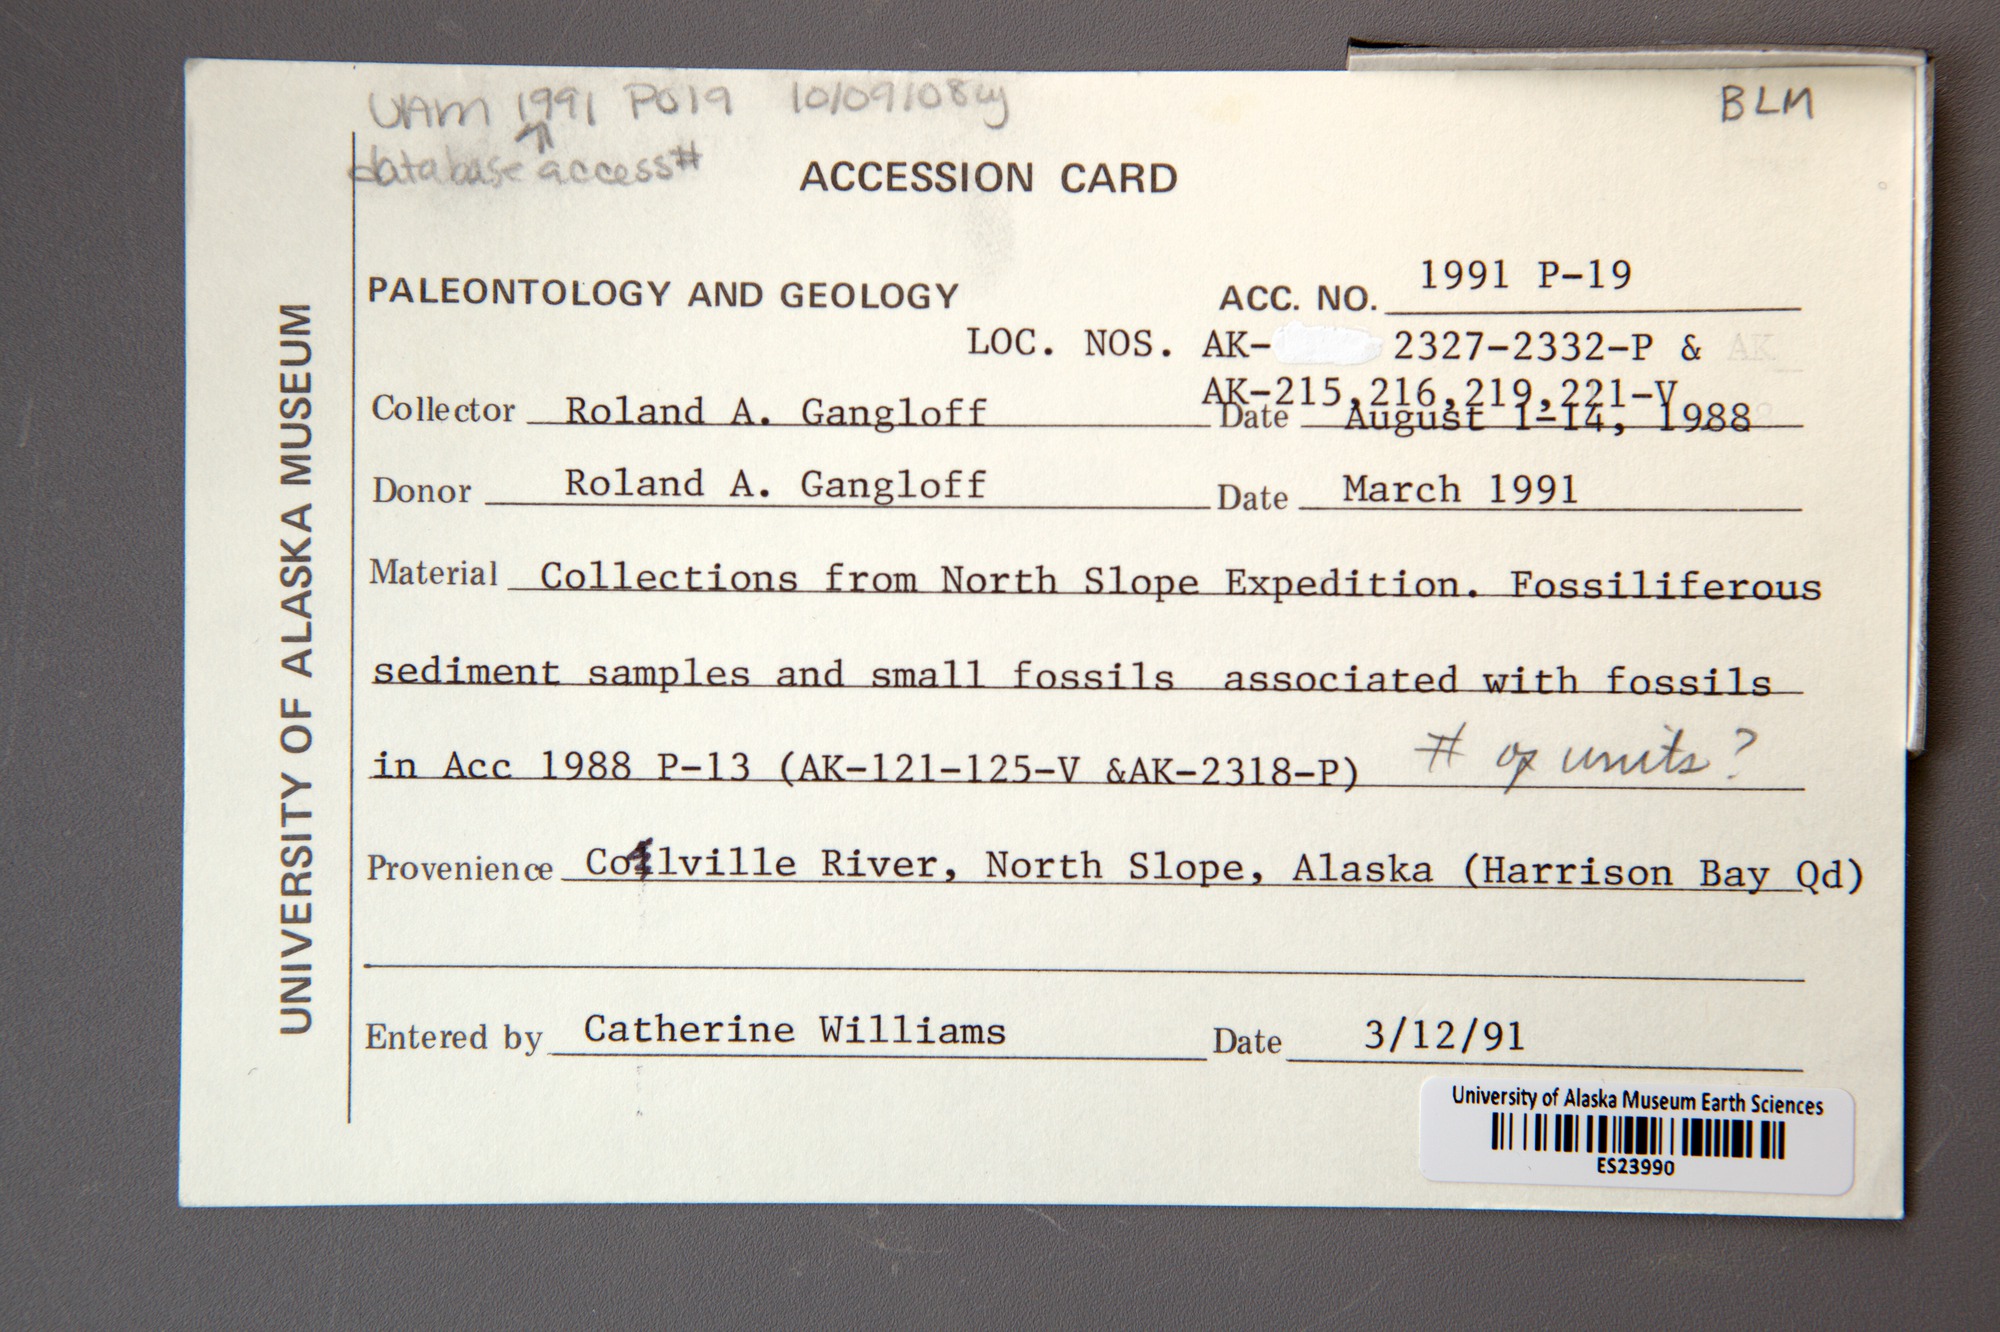 UAM 1991 P019 10/09/08
BLM
database access#
ACCESSION CARD
UNIVERSITY OF ALASKA MUSEUM
PALEONTOLOGY AND GEOLOGY
ACC. NO. 1991 P-19
LOC. NOS. AK- 2327-2332-P &
AK-215,216,219,221-V
Collector Roland A. Gangloff Date August 1-14, 1988
Donor Roland A. Gangloff Date March 1991
Material Collections from North Slope Expedition. Fossiliferous
sediment samples and small fossils associated with fossils
in Acc 1988 P-13 (AK-121-125-V &AK-2318-P) # of units?
Provenience Collville River, North Slope, Alaska (Harrison Bay Qd)
Entered by Catherine Williams Date 3/12/91
University of Alaska Museum Earth Sciences
ES23990